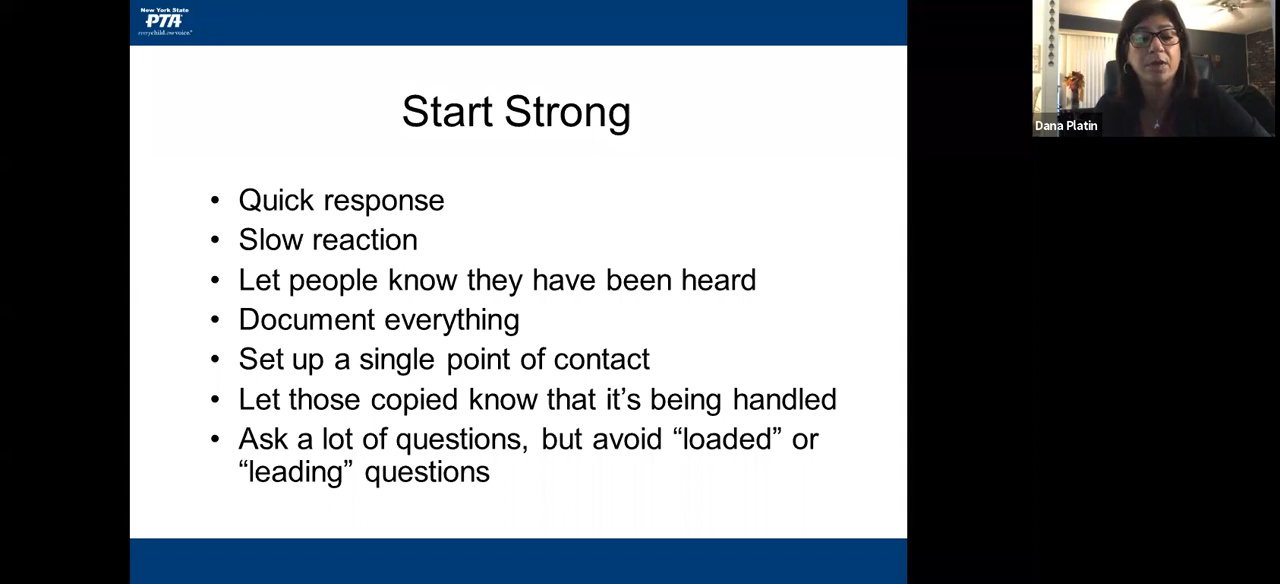 New York State
PTA
everychild.onevoice.®
Start Strong
• Quick response
• Slow reaction
• Let people know they have been heard
• Document everything
• Set up a single point of contact
• Let those copied know that it’s being handled
• Ask a lot of questions, but avoid “loaded” or
“leading” questions
Dana Platin